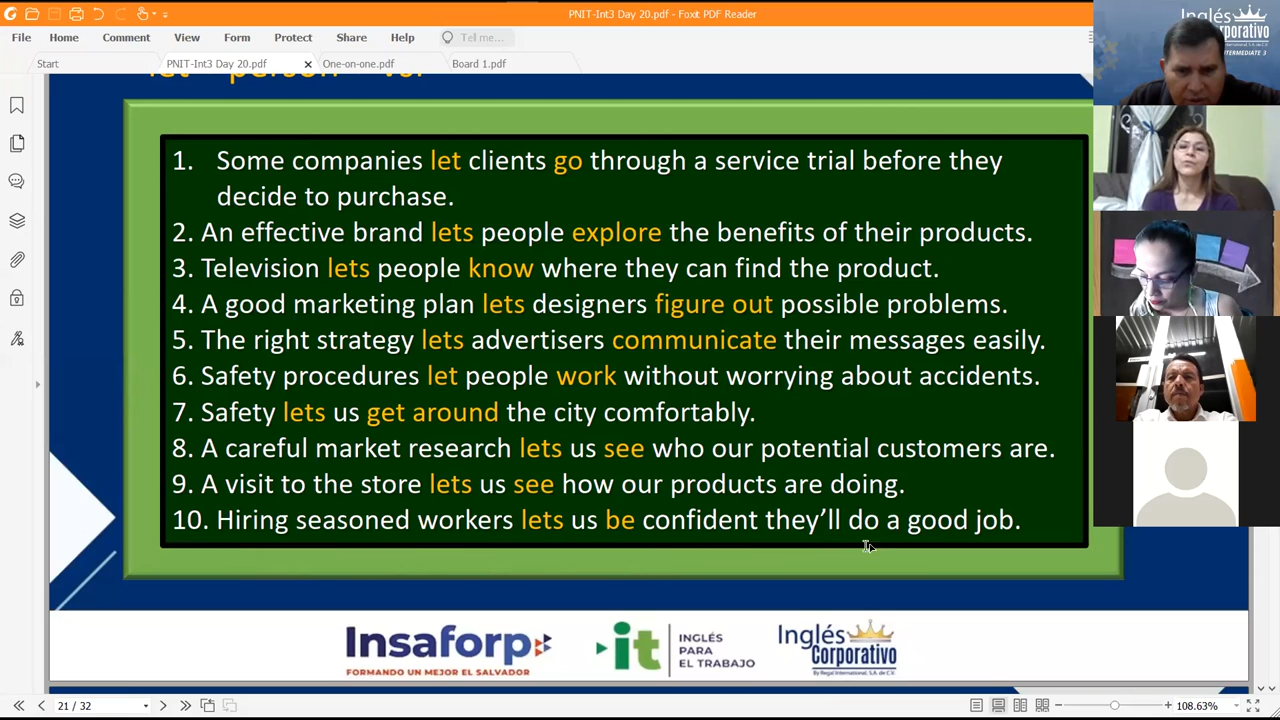 PNIT-Int3 Day 20.pdf - Foxit PDF Reader
File Home Comment View Form Protect Share Help Tell me...
Start PNIT-Int3 Day 20.pdf One-on-one.pdf Board 1.pdf
Inglés
Corporativo
INTERMEDIATE 3
1. Some companies let clients go through a service trial before they
decide to purchase.
2. An effective brand lets people explore the benefits of their products.
3. Television lets people know where they can find the product.
4. A good marketing plan lets designers figure out possible problems.
5. The right strategy lets advertisers communicate their messages easily.
6. Safety procedures let people work without worrying about accidents.
7. Safety lets us get around the city comfortably.
8. A careful market research lets us see who our potential customers are.
9. A visit to the store lets us see how our products are doing.
10. Hiring seasoned workers lets us be confident they’ll do a good job.
Insaforp
FORMANDO UN MEJOR EL SALVADOR
it
INGLÉS
PARA
EL TRABAJO
Inglés
Corporativo
By Regal International, S.A. de C.V.
21 / 32
108.63%